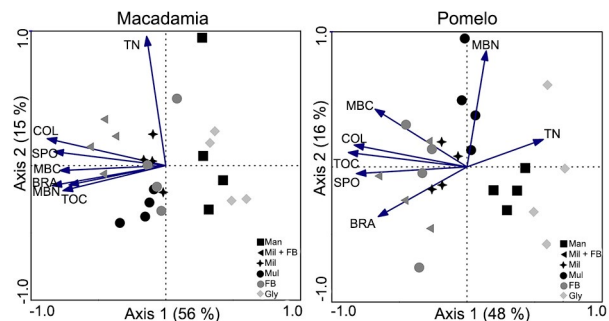 Macadamia
1.0
TN
COL
SPO
MBC
BRA
MBN
TOC
Axis 2 (15 %)
Man
Mil + FB
Mil
Mul
FB
Gly
-1.0
-1.0
Axis 1 (56 %)
1.0
Pomelo
1.0
MBN
MBC
TN
COL
TOC
SPO
BRA
Axis 2 (16 %)
Man
Mil + FB
Mil
Mul
FB
Gly
-1.0
-1.0
Axis 1 (48 %)
1.0